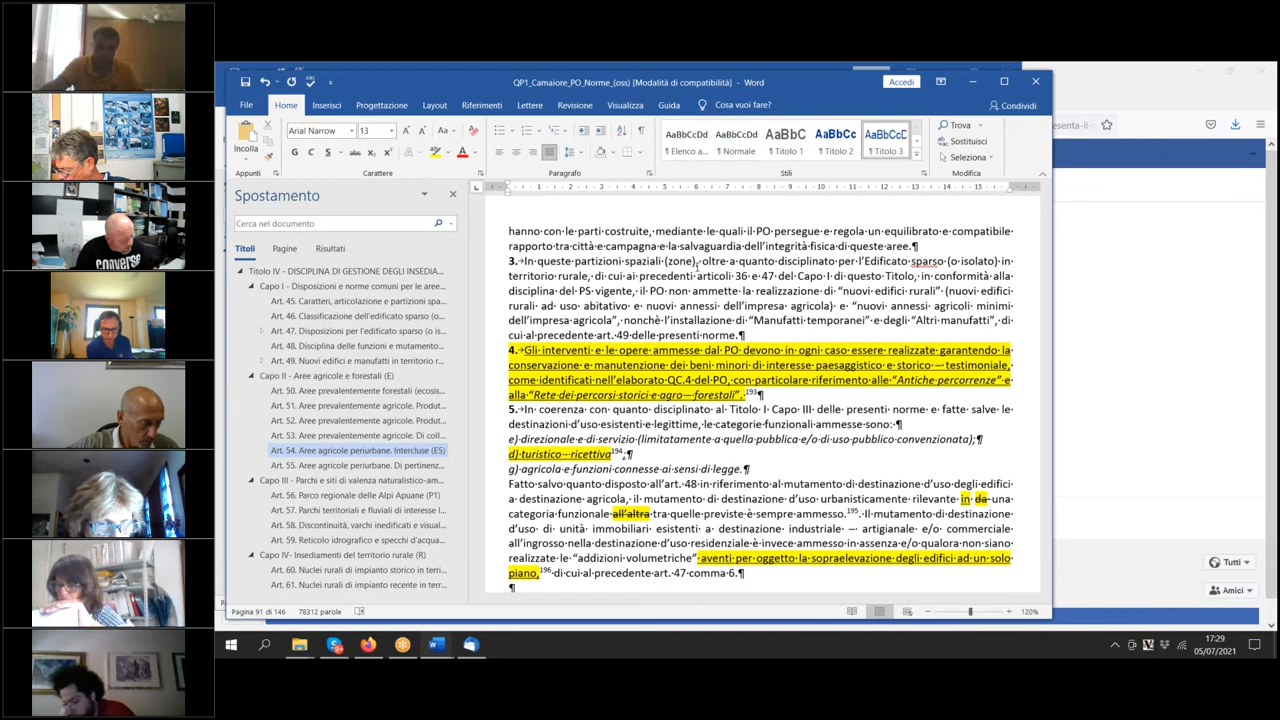 QP1_Camaiore_PO_Norme_(oss) [Modalità di compatibilità] - Word
Accedi
File Home Inserisci Progettazione Layout Riferimenti Lettere Revisione Visualizza Guida Cosa vuoi fare? Condividi
Incolla
Arial Narrow 13
G C S abc
AaBbCcDd AaBbCcDd AaBbC AaBbCc AaBbCcD
¶ Elenco a... ¶ Normale ¶ Titolo 1 ¶ Titolo 2 ¶ Titolo 3
Trova
Sostituisci
Seleziona
Appunti Carattere Paragrafo Stili Modifica
Spostamento
Cerca nel documento
Titoli Pagine Risultati
Titolo IV - DISCIPLINA DI GESTIONE DEGLI INSEDIA...
Capo I - Disposizioni e norme comuni per le aree...
Art. 45. Caratteri, articolazione e partizioni spa...
Art. 46. Classificazione dell'edificato sparso (o...
Art. 47. Disposizioni per l'edificato sparso (o is...
Art. 48. Disciplina delle funzioni e mutamento...
Art. 49. Nuovi edifici e manufatti in territorio r...
Capo II - Aree agricole e forestali (E)
Art. 50. Aree prevalentemente forestali (ecosis...
Art. 51. Aree prevalentemente agricole. Produt...
Art. 52. Aree prevalentemente agricole. Produt...
Art. 53. Aree prevalentemente agricole. Di coll...
Art. 54. Aree agricole periurbane. Intercluse (E5)
Art. 55. Aree agricole periurbane. Di pertinenz...
Capo III - Parchi e siti di valenza naturalistico-am...
Art. 56. Parco regionale delle Alpi Apuane (P1)
Art. 57. Parchi territoriali e fluviali di interesse l...
Art. 58. Discontinuità, varchi inedificati e visual...
Art. 59. Reticolo idrografico e specchi d'acqua...
Capo IV- Insediamenti del territorio rurale (R)
Art. 60. Nuclei rurali di impianto storico in terr...
Art. 61. Nuclei rurali di impianto recente in terr...
hanno·con·le·parti·costruite,·mediante·le·quali·il·PO·persegue·e·regola·un·equilibrato·e·compatibile·
rapporto·tra·città·e·campagna·e·la·salvaguardia·dell'integrità·fisica·di·queste·aree.¶
3.→In·queste·partizioni·spaziali·(zone),·oltre·a·quanto·disciplinato·per·l'Edificato·sparso·(o·isolato)·in·
territorio·rurale,·di·cui·ai·precedenti·articoli·36·e·47·del·Capo·I·di·questo·Titolo,·in·conformità·alla·
disciplina·del·PS·vigente,·il·PO·non·ammette·la·realizzazione·di·"nuovi·edifici·rurali"·(nuovi·edifici·
rurali·ad·uso·abitativo·e·nuovi·annessi·dell'impresa·agricola)·e·"nuovi·annessi·agricoli·minimi·
dell'impresa·agricola",·nonchè·l'installazione·di·"Manufatti·temporanei"·e·degli·"Altri·manufatti",·di·
cui·al·precedente·art.·49·delle·presenti·norme.¶
4.→Gli·interventi·e·le·opere·ammesse·dal·PO·devono·in·ogni·caso·essere·realizzate·garantendo·la·
conservazione·e·manutenzione·dei·beni·minori·di·interesse·paesaggistico·e·storico·–·testimoniale,·
come·identificati·nell'elaborato·QC.4·del·PO,·con·particolare·riferimento·alle·"Antiche·percorrenze"·e·
alla·"Rete·dei·percorsi·storici·e·agro·–·forestali".·193¶
5.→In·coerenza·con·quanto·disciplinato·al·Titolo·I·Capo·III·delle·presenti·norme·e·fatte·salve·le·
destinazioni·d'uso·esistenti·e·legittime,·le·categorie·funzionali·ammesse·sono:·¶
e)·direzionale·e·di·servizio·(limitatamente·a·quella·pubblica·e/o·di·uso·pubblico·convenzionata);¶
d)·turistico·–·ricettiva194·;¶
g)·agricola·e·funzioni·connesse·ai·sensi·di·legge.¶
Fatto·salvo·quanto·disposto·all'art.·48·in·riferimento·al·mutamento·di·destinazione·d'uso·degli·edifici·
a·destinazione·agricola,·il·mutamento·di·destinazione·d'uso·urbanisticamente·rilevante·in·da·una·
categoria·funzionale·all'altra·tra·quelle·previste·è·sempre·ammesso.195·Il·mutamento·di·destinazione·
d'uso·di·unità·immobiliari·esistenti·a·destinazione·industriale·–·artigianale·e/o·commerciale·
all'ingrosso·nella·destinazione·d'uso·residenziale·è·invece·ammesso·in·assenza·e/o·qualora·non·siano·
realizzate·le·"addizioni·volumetriche"·aventi·per·oggetto·la·sopraelevazione·degli·edifici·ad·un·solo·
piano,196·di·cui·al·precedente·art.·47·comma·6.¶
¶
Pagina 91 di 146 78312 parole 120%
Tutti
Amici
17:29
05/07/2021
CONVERSE